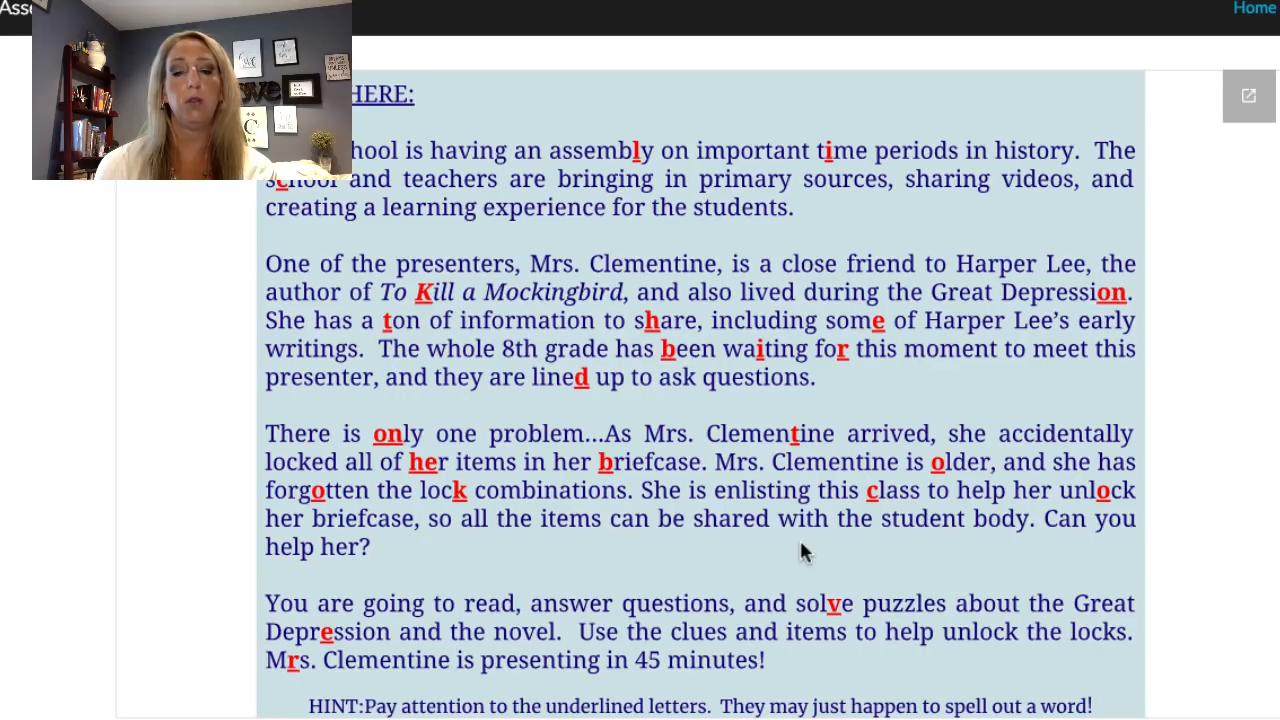 Asse
Home
HERE:
hool is having an assembly on important time periods in history. The
school and teachers are bringing in primary sources, sharing videos, and
creating a learning experience for the students.
One of the presenters, Mrs. Clementine, is a close friend to Harper Lee, the
author of To Kill a Mockingbird, and also lived during the Great Depression.
She has a ton of information to share, including some of Harper Lee's early
writings. The whole 8th grade has been waiting for this moment to meet this
presenter, and they are lined up to ask questions.
There is only one problem...As Mrs. Clementine arrived, she accidentally
locked all of her items in her briefcase. Mrs. Clementine is older, and she has
forgotten the lock combinations. She is enlisting this class to help her unlock
her briefcase, so all the items can be shared with the student body. Can you
help her?
You are going to read, answer questions, and solve puzzles about the Great
Depression and the novel. Use the clues and items to help unlock the locks.
Mrs. Clementine is presenting in 45 minutes!
HINT:Pay attention to the underlined letters. They may just happen to spell out a word!